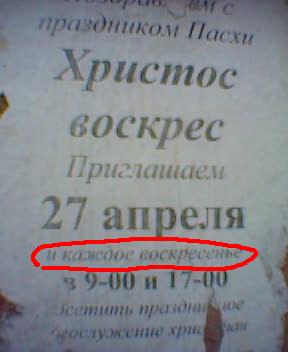 с
праздником Пасхи
Христос
воскрес
Приглашаем
27 апреля
и каждое воскресенье
в 9-00 и 17-00